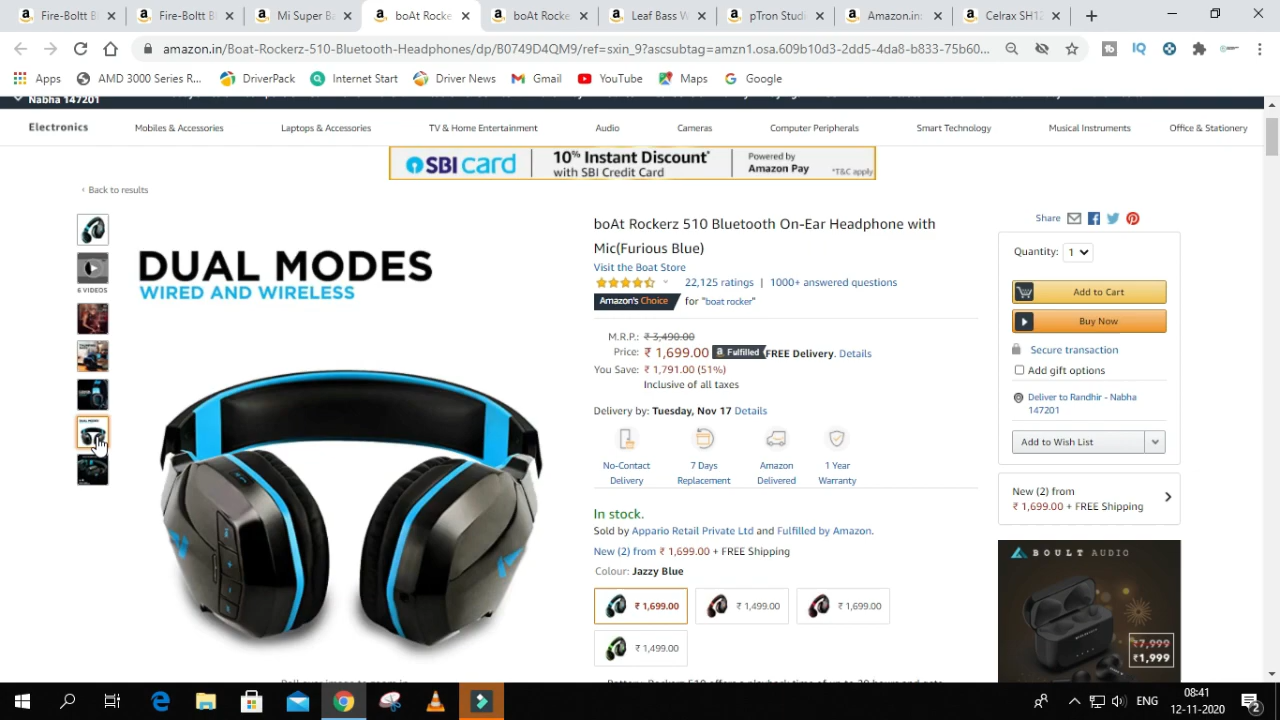 Fire-Boltt Bl
Fire-Boltt Bl
Mi Super Ba
boAt Rocke
boAt Rocke
Leaf Bass W
pTron Studi
Amazon.in:
Celrax SH12
amazon.in/Boat-Rockerz-510-Bluetooth-Headphones/dp/B0749D4QM9/ref=sxin_9?ascsubtag=amzn1.osa.609b10d3-2dd5-4da8-b833-75b60...
Apps
AMD 3000 Series R...
DriverPack
Internet Start
Driver News
Gmail
YouTube
Maps
Google
Nabha 147201
Electronics
Mobiles & Accessories
Laptops & Accessories
TV & Home Entertainment
Audio
Cameras
Computer Peripherals
Smart Technology
Musical Instruments
Office & Stationery
SBI card
10% Instant Discount*
with SBI Credit Card
Powered by
Amazon Pay
*T&C apply
‹ Back to results
6 VIDEOS
DUAL MODES
WIRED AND WIRELESS
boAt Rockerz 510 Bluetooth On-Ear Headphone with
Mic(Furious Blue)
Visit the Boat Store
22,125 ratings | 1000+ answered questions
Amazon's Choice for "boat rocker"
M.R.P.: ₹ 3,490.00
Price: ₹ 1,699.00 Fulfilled FREE Delivery. Details
You Save: ₹ 1,791.00 (51%)
Inclusive of all taxes
Delivery by: Tuesday, Nov 17 Details
No-Contact
Delivery
7 Days
Replacement
Amazon
Delivered
1 Year
Warranty
In stock.
Sold by Appario Retail Private Ltd and Fulfilled by Amazon.
New (2) from ₹ 1,699.00 + FREE Shipping
Colour: Jazzy Blue
₹ 1,699.00
₹ 1,499.00
₹ 1,699.00
₹ 1,499.00
Share
Quantity: 1
Add to Cart
Buy Now
Secure transaction
Add gift options
Deliver to Randhir - Nabha
147201
Add to Wish List
New (2) from
₹ 1,699.00 + FREE Shipping
BOULT AUDIO
₹7,999
₹1,999
ENG
08:41
12-11-2020
2